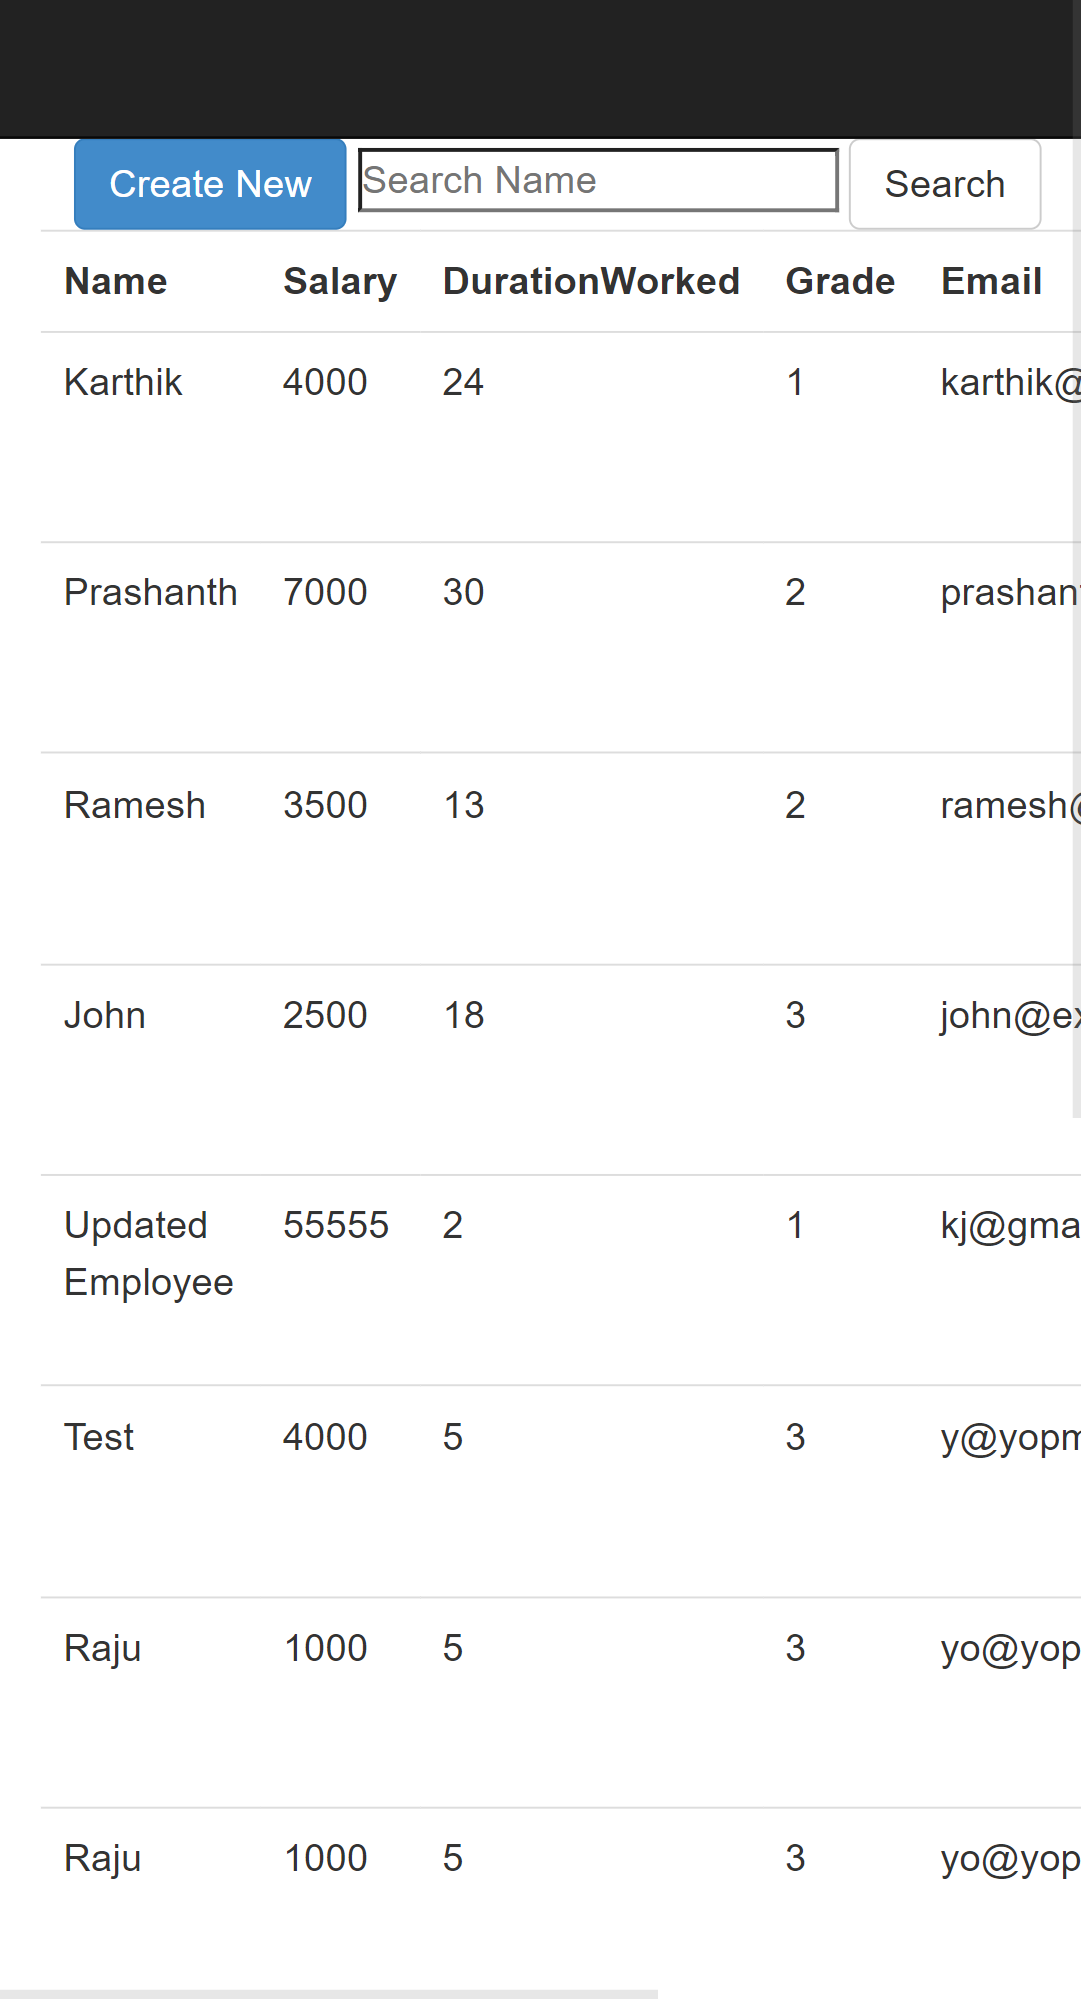 Create New Search Name Search
Name Salary DurationWorked Grade Email
Karthik 4000 24 1 karthik@
Prashanth 7000 30 2 prashan
Ramesh 3500 13 2 ramesh@
John 2500 18 3 john@ex
Updated 55555 2 1 kj@gma
Employee
Test 4000 5 3 y@yopm
Raju 1000 5 3 yo@yop
Raju 1000 5 3 yo@yop